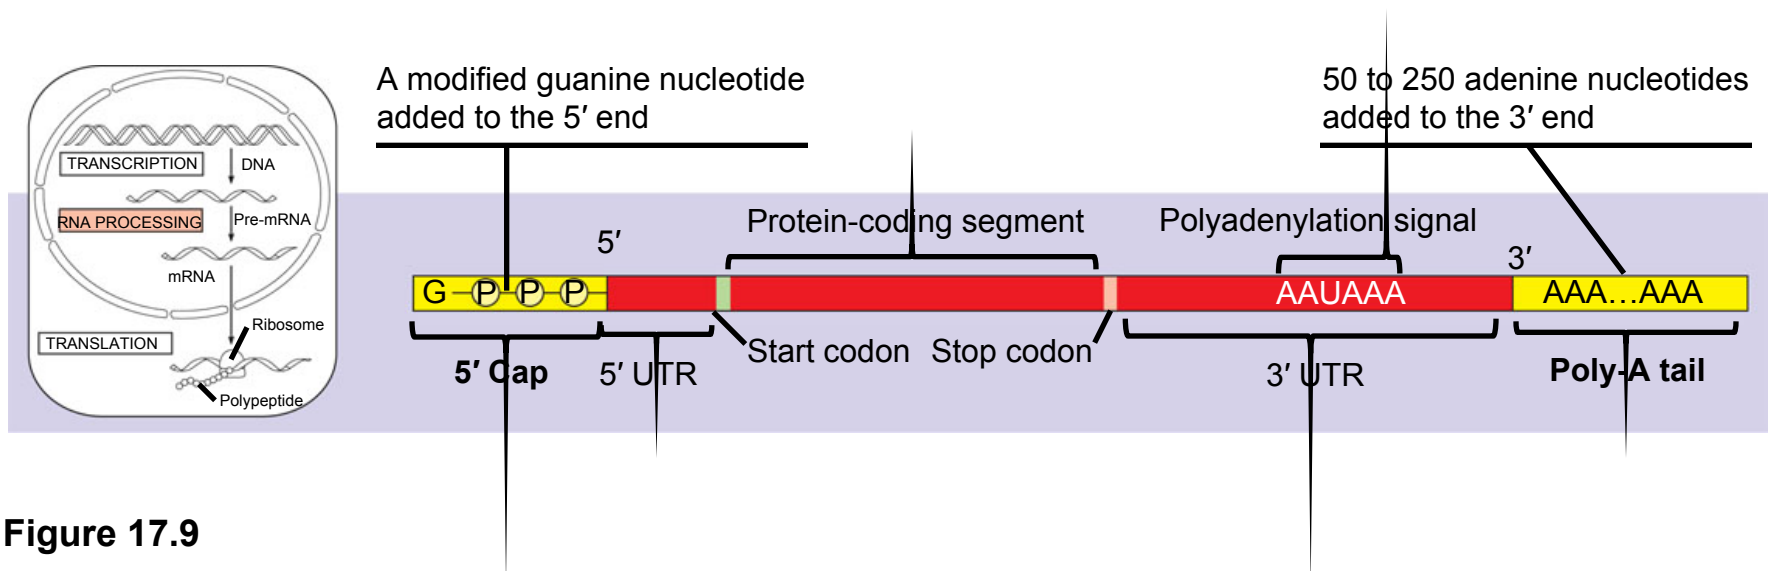 A modified guanine nucleotide
added to the 5′ end
50 to 250 adenine nucleotides
added to the 3′ end
TRANSCRIPTION
DNA
RNA PROCESSING
Pre-mRNA
mRNA
Ribosome
TRANSLATION
Polypeptide
5′
Protein-coding segment
Polyadenylation signal
3′
G P P P
AAUAAA
AAA…AAA
5′ Cap
5′ UTR
Start codon
Stop codon
3′ UTR
Poly-A tail
Figure 17.9